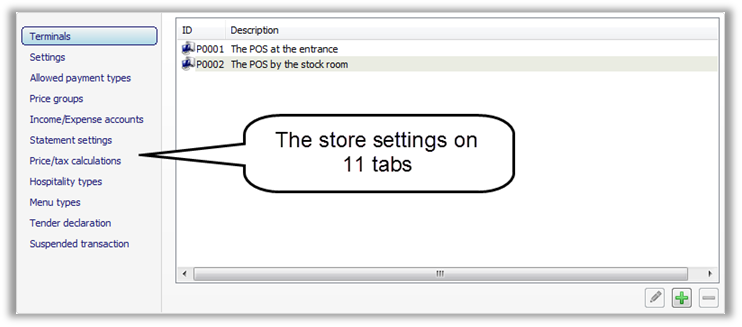 Terminals
Settings
Allowed payment types
Price groups
Income/Expense accounts
Statement settings
Price/tax calculations
Hospitality types
Menu types
Tender declaration
Suspended transaction
ID Description
P0001 The POS at the entrance
P0002 The POS by the stock room
The store settings on
11 tabs